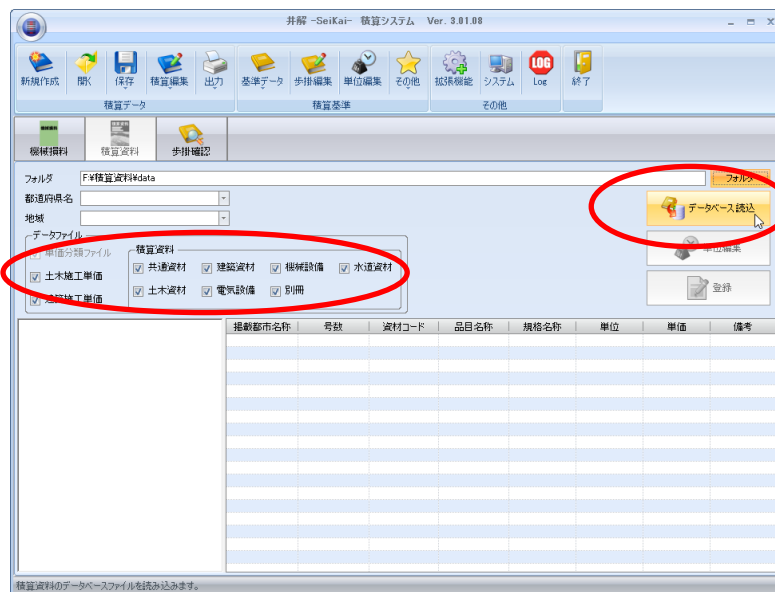 井解 -SeiKai- 積算システム Ver. 3.01.08
新規作成 開く 保存 積算編集 出力 基準データ 歩掛編集 単位編集 その他 拡張機能 システム Log 終了
積算データ 積算基準 その他
機械損料 積算資料 歩掛確認
フォルダ F:¥積算資料¥data フォルダ
都道府県名
データベース読込
地域
データファイル
単価分類ファイル 積算資料
単位編集
共通資材 建築資材 機械設備 水道資材
土木施工単価
土木資材 電気設備 別冊
登録
建築施工単価
掲載都市名称 号数 資材コード 品目名称 規格名称 単位 単価 備考
積算資料のデータベースファイルを読み込みます。